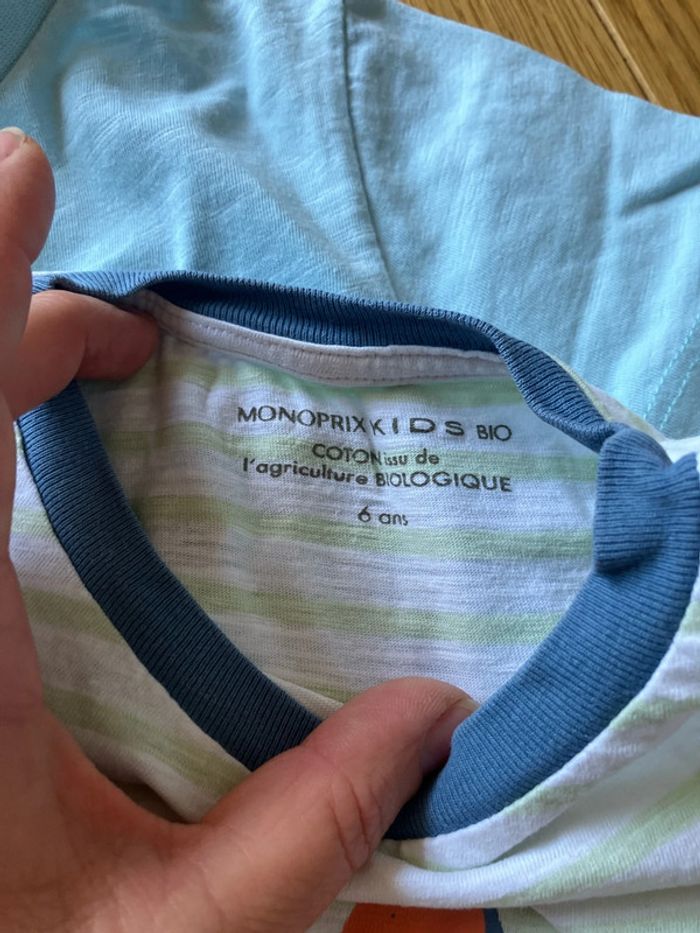 MONOPRIX KIDS BIO
COTON issu de
l'agriculture BIOLOGIQUE
6 ans